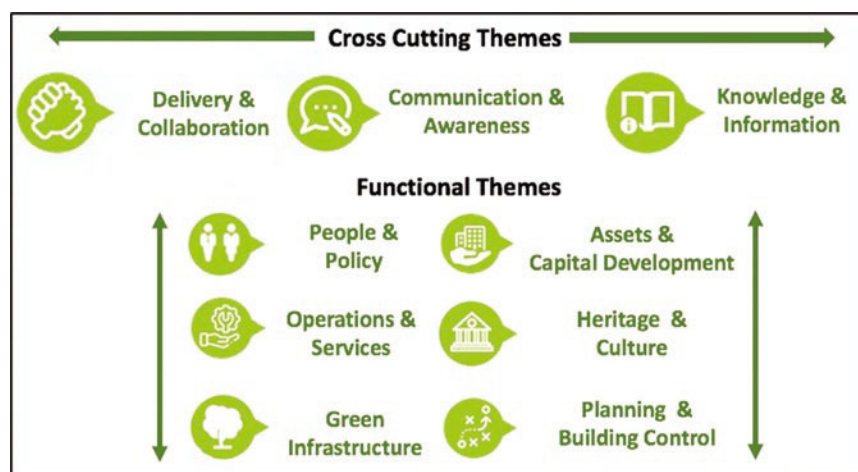 Cross Cutting Themes
Delivery &
Collaboration
Communication &
Awareness
Knowledge &
Information
Functional Themes
People &
Policy
Assets &
Capital Development
Operations &
Services
Heritage &
Culture
Green
Infrastructure
Planning &
Building Control